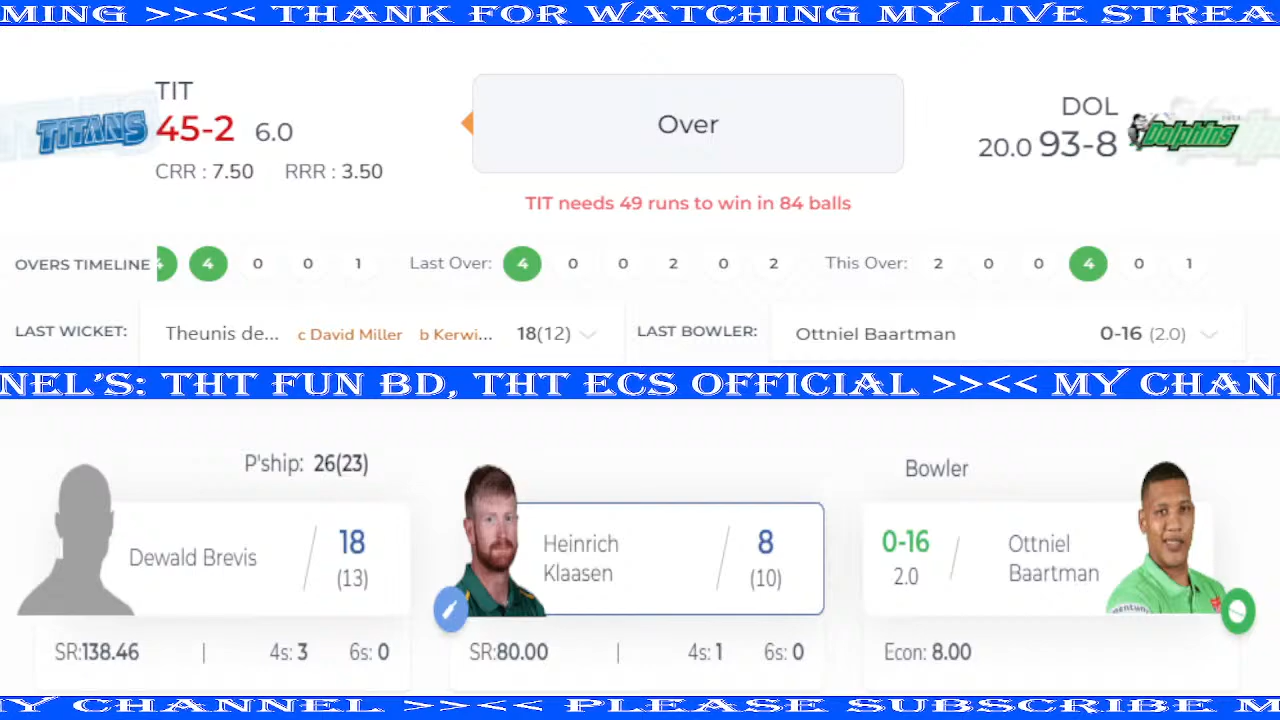 MING >><< THANK FOR WATCHING MY LIVE STREA
TIT
45-2 6.0
CRR : 7.50 RRR : 3.50
TITANS
Over
TIT needs 49 runs to win in 84 balls
DOL
20.0 93-8
Dolphins
OVERS TIMELINE 4 4 0 0 1 Last Over: 4 0 0 2 0 2 This Over: 2 0 0 4 0 1
LAST WICKET: Theunis de... c David Miller b Kerwi... 18(12) LAST BOWLER: Ottniel Baartman 0-16 (2.0)
NEL'S: THT FUN BD, THT ECS OFFICIAL >><< MY CHAN
P'ship: 26(23)
Dewald Brevis 18
(13)
SR:138.46 | 4s: 3 6s: 0
Heinrich
Klaasen
8
(10)
SR:80.00 | 4s: 1 6s: 0
Bowler
0-16
2.0
Ottniel
Baartman
mentum
Econ: 8.00
Y CHANNEL >><< PLEASE SUBSCRIBE M